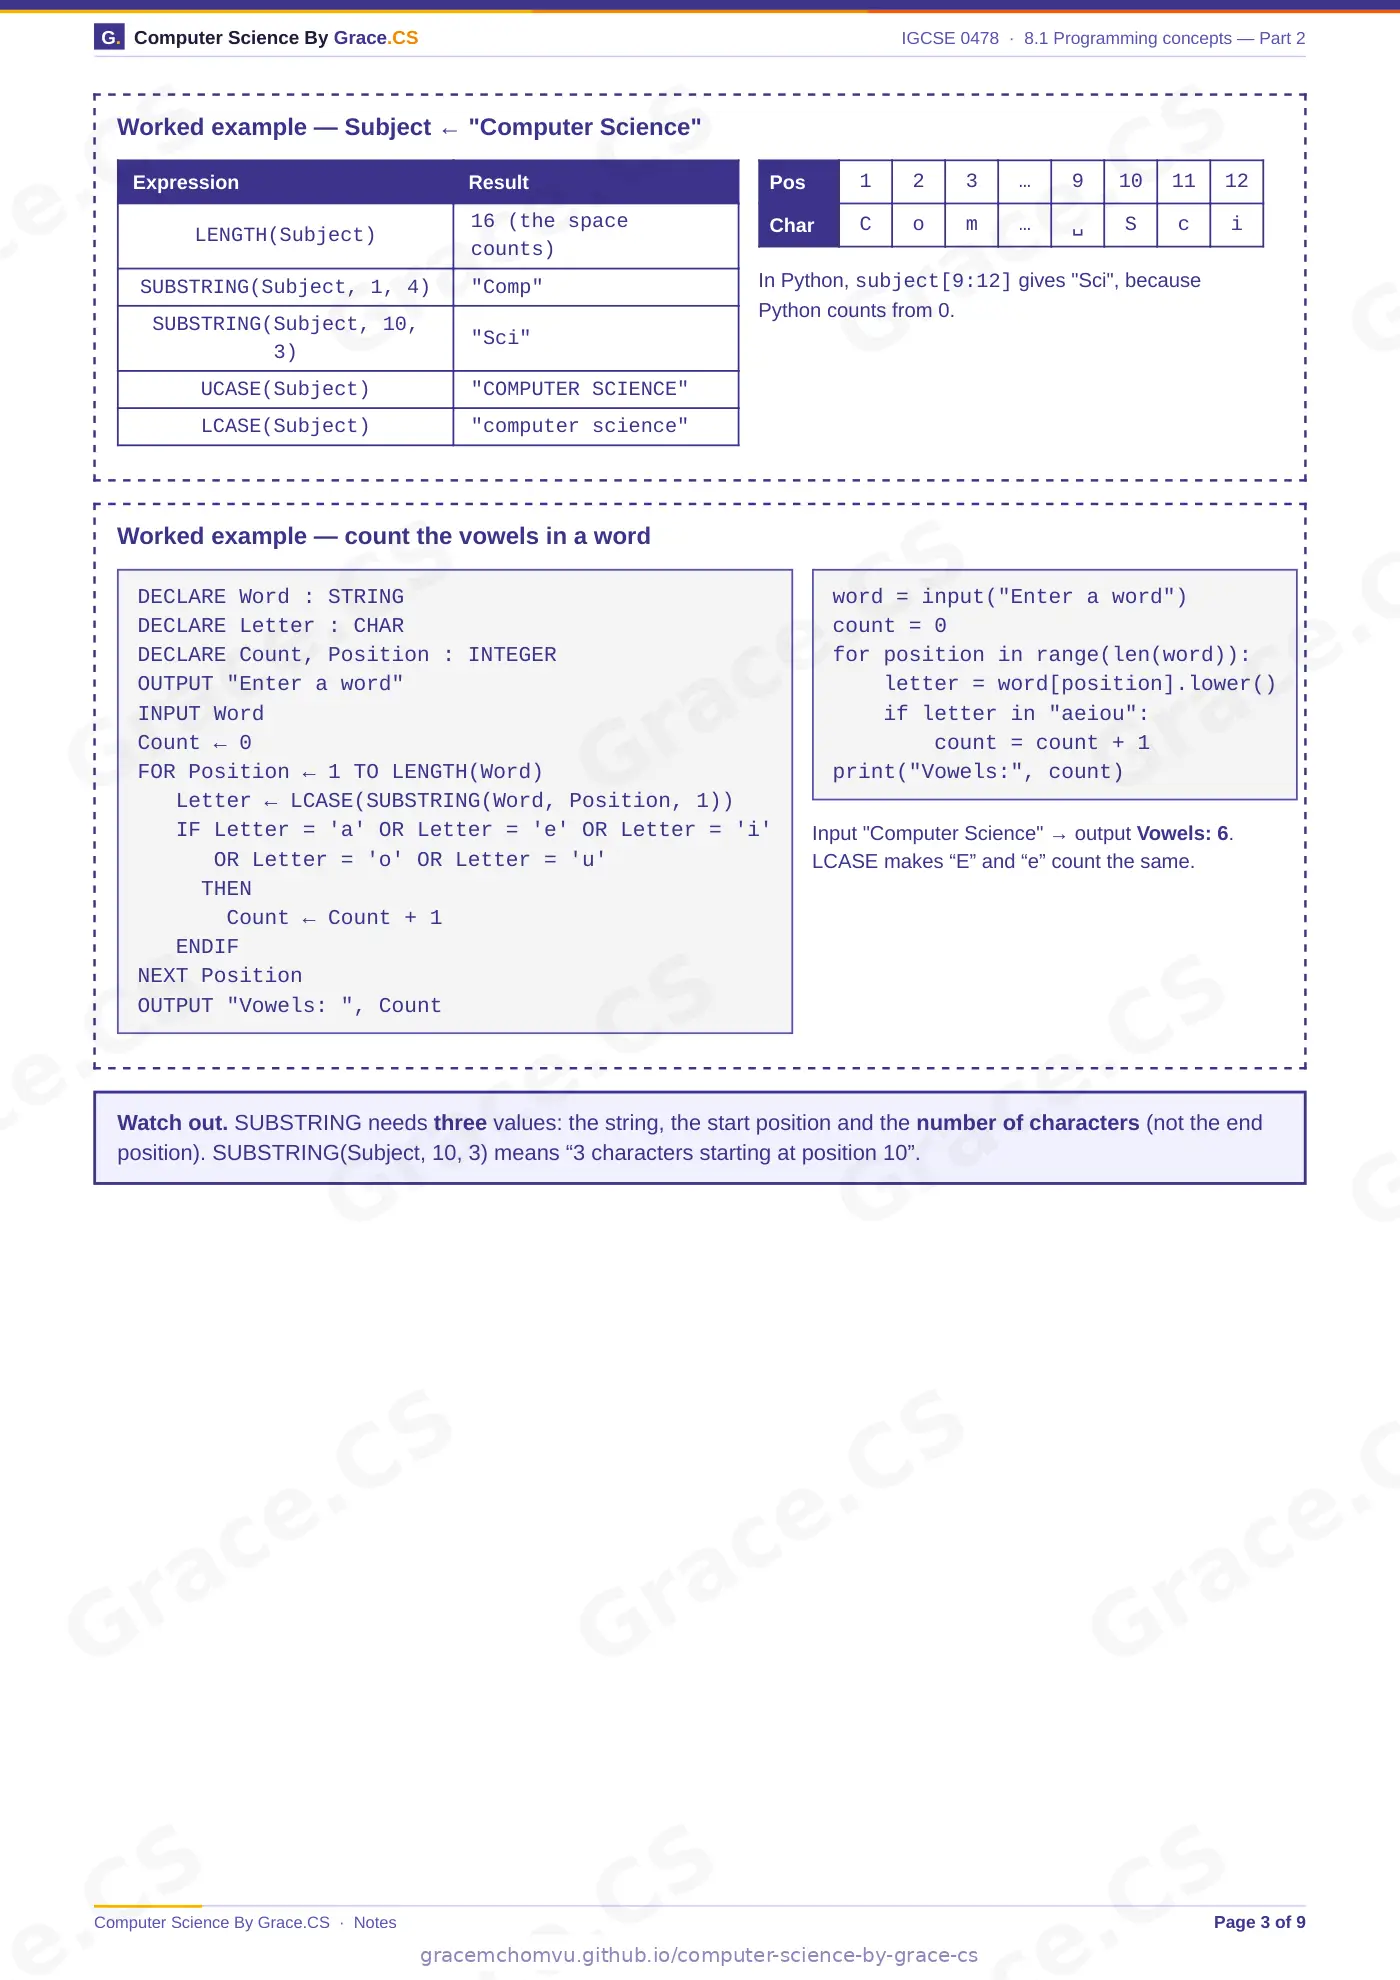 G. Computer Science By Grace.CS
IGCSE 0478 · 8.1 Programming concepts — Part 2
Worked example — Subject ← "Computer Science"
Expression Result
LENGTH(Subject) 16 (the space
counts)
SUBSTRING(Subject, 1, 4) "Comp"
SUBSTRING(Subject, 10,
3) "Sci"
UCASE(Subject) "COMPUTER SCIENCE"
LCASE(Subject) "computer science"
Pos 1 2 3 … 9 10 11 12
Char C o m … ␣ S c i
In Python, subject[9:12] gives "Sci", because
Python counts from 0.
Worked example — count the vowels in a word
DECLARE Word : STRING
DECLARE Letter : CHAR
DECLARE Count, Position : INTEGER
OUTPUT "Enter a word"
INPUT Word
Count ← 0
FOR Position ← 1 TO LENGTH(Word)
   Letter ← LCASE(SUBSTRING(Word, Position, 1))
   IF Letter = 'a' OR Letter = 'e' OR Letter = 'i'
      OR Letter = 'o' OR Letter = 'u'
     THEN
       Count ← Count + 1
   ENDIF
NEXT Position
OUTPUT "Vowels: ", Count
word = input("Enter a word")
count = 0
for position in range(len(word)):
    letter = word[position].lower()
    if letter in "aeiou":
        count = count + 1
print("Vowels:", count)
Input "Computer Science" → output Vowels: 6.
LCASE makes “E” and “e” count the same.
Watch out. SUBSTRING needs three values: the string, the start position and the number of characters (not the end
position). SUBSTRING(Subject, 10, 3) means “3 characters starting at position 10”.
Computer Science By Grace.CS · Notes
Page 3 of 9
gracemchomvu.github.io/computer-science-by-grace-cs
Grace.CS